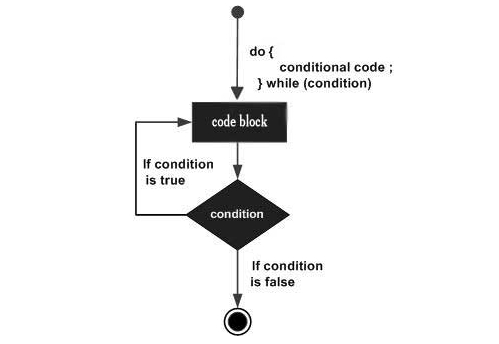 do {
conditional code ;
} while (condition)
code block
If condition
is true
condition
If condition
is false